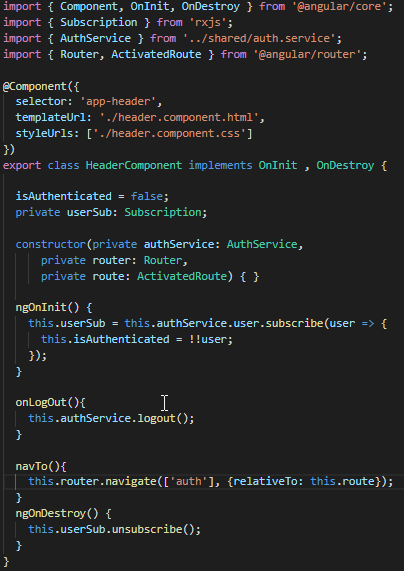 import { Component, OnInit, OnDestroy } from '@angular/core';
import { Subscription } from 'rxjs';
import { AuthService } from '../shared/auth.service';
import { Router, ActivatedRoute } from '@angular/router';

@Component({
  selector: 'app-header',
  templateUrl: './header.component.html',
  styleUrls: ['./header.component.css']
})
export class HeaderComponent implements OnInit , OnDestroy {

  isAuthenticated = false;
  private userSub: Subscription;

  constructor(private authService: AuthService,
      private router: Router,
      private route: ActivatedRoute) { }

  ngOnInit() {
    this.userSub = this.authService.user.subscribe(user => {
      this.isAuthenticated = !!user;
    });
  }

  onLogOut(){
    this.authService.logout();
  }

  navTo(){
    this.router.navigate(['auth'], {relativeTo: this.route});
  }
  ngOnDestroy() {
    this.userSub.unsubscribe();
  }
}